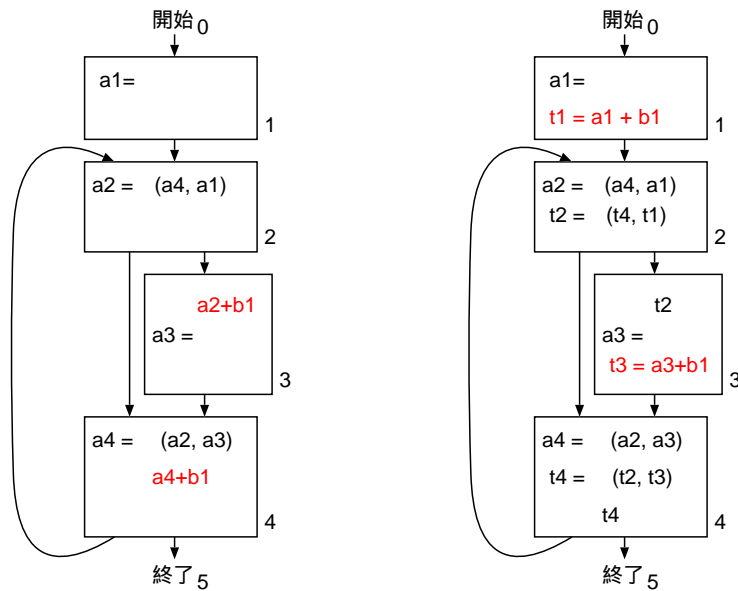 開始 0
a1=
1
a2 = (a4, a1)
2
a2+b1
a3 =
3
a4 = (a2, a3)
a4+b1
4
終了 5
開始 0
a1=
t1 = a1 + b1
1
a2 = (a4, a1)
t2 = (t4, t1)
2
t2
a3 =
t3 = a3+b1
3
a4 = (a2, a3)
t4 = (t2, t3)
t4
4
終了 5